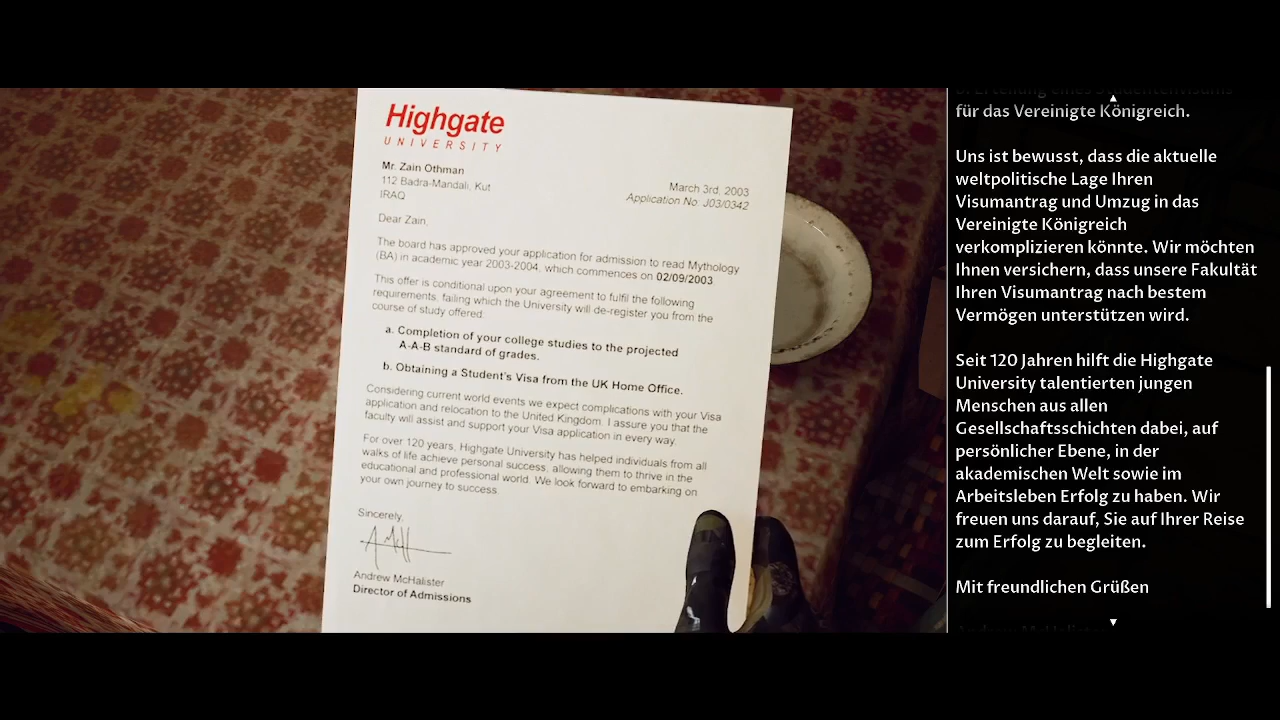 Highgate
UNIVERSITY
Mr. Zain Othman
112 Badra-Mandali, Kut
IRAQ
March 3rd, 2003
Application No. J03/0342
Dear Zain,
The board has approved your application for admission to read Mythology
(BA) in academic year 2003-2004, which commences on 02/09/2003
This offer is conditional upon your agreement to fulfil the following
requirements, failing which the University will de-register you from the
course of study offered:
a. Completion of your college studies to the projected
A-A-B standard of grades.
b. Obtaining a Student's Visa from the UK Home Office.
Considering current world events we expect complications with your Visa
application and relocation to the United Kingdom. I assure you that the
faculty will assist and support your Visa application in every way.
For over 120 years, Highgate University has helped individuals from all
walks of life achieve personal success, allowing them to thrive in the
educational and professional world. We look forward to embarking on
your own journey to success.
Sincerely,
Andrew McHalister
Director of Admissions
für das Vereinigte Königreich.
Uns ist bewusst, dass die aktuelle
weltpolitische Lage Ihren
Visumantrag und Umzug in das
Vereinigte Königreich
verkomplizieren könnte. Wir möchten
Ihnen versichern, dass unsere Fakultät
Ihren Visumantrag nach bestem
Vermögen unterstützen wird.
Seit 120 Jahren hilft die Highgate
University talentierten jungen
Menschen aus allen
Gesellschaftsschichten dabei, auf
persönlicher Ebene, in der
akademischen Welt sowie im
Arbeitsleben Erfolg zu haben. Wir
freuen uns darauf, Sie auf Ihrer Reise
zum Erfolg zu begleiten.
Mit freundlichen Grüßen